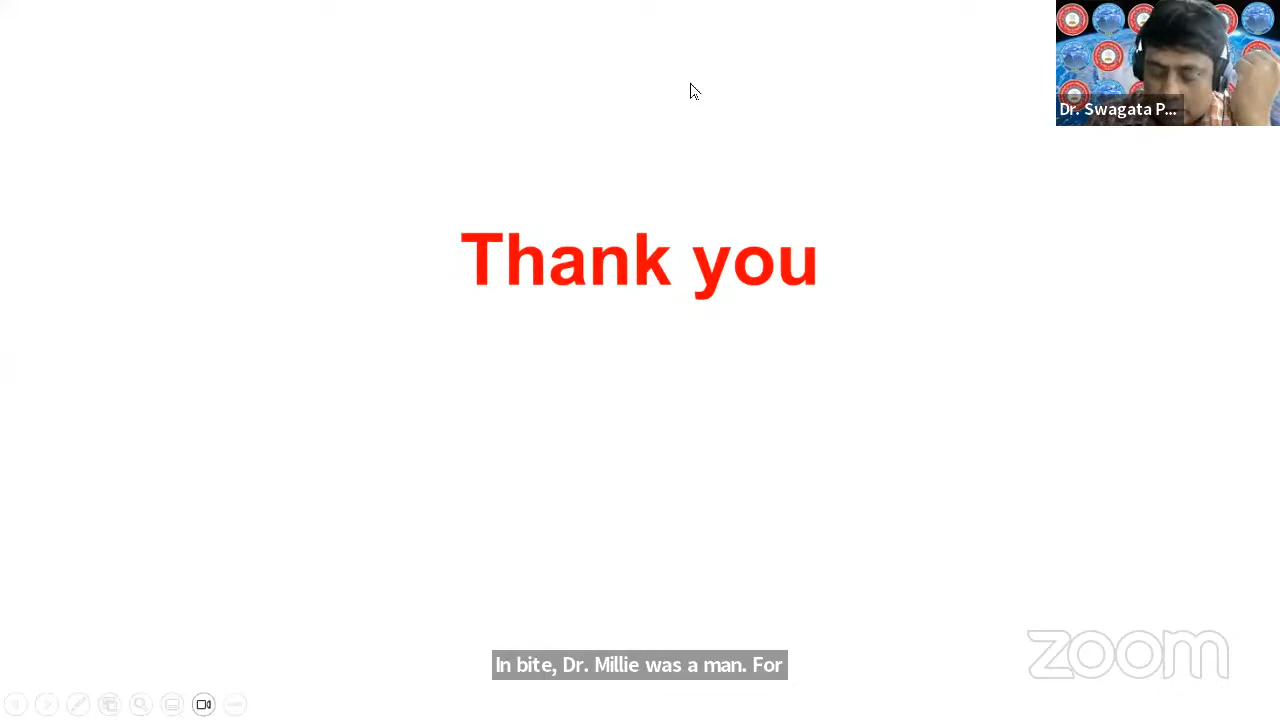 Dr. Swagata P...
Thank you
In bite, Dr. Millie was a man. For
zoom